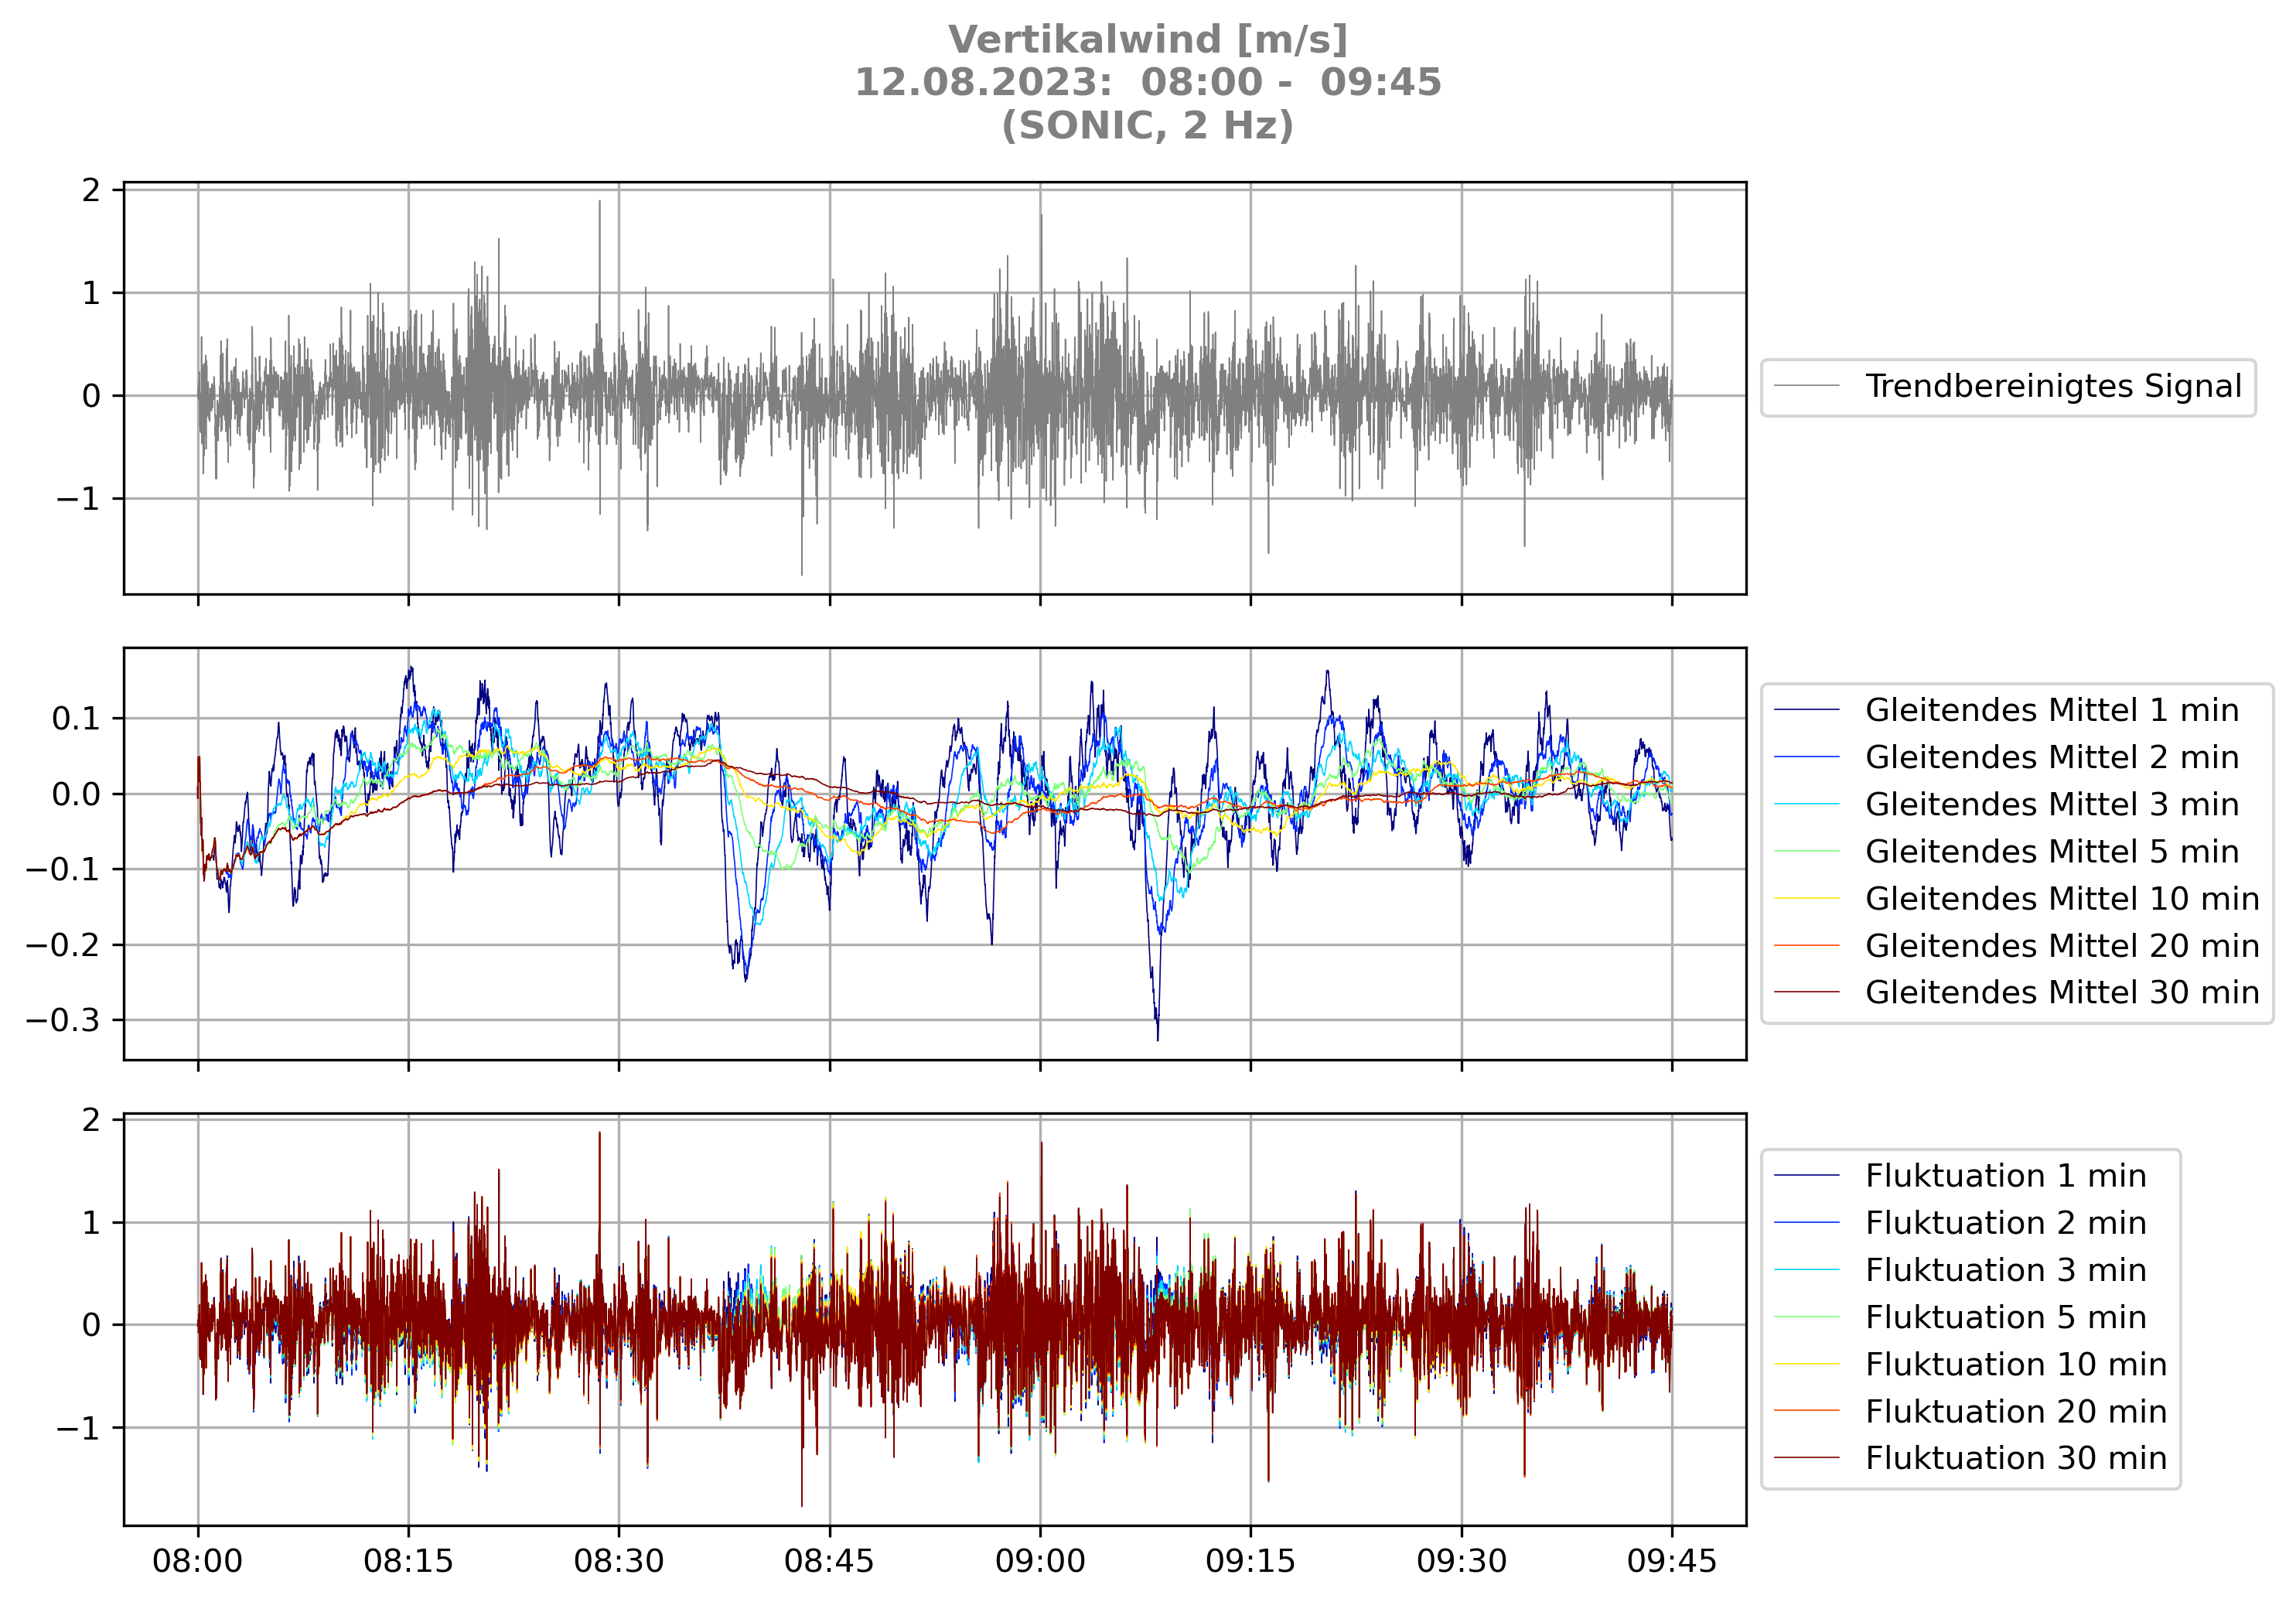 Vertikalwind [m/s]
12.08.2023:  08:00 -  09:45
(SONIC, 2 Hz)
2
1
0
−1
Trendbereinigtes Signal
0.1
0.0
−0.1
−0.2
−0.3
Gleitendes Mittel 1 min
Gleitendes Mittel 2 min
Gleitendes Mittel 3 min
Gleitendes Mittel 5 min
Gleitendes Mittel 10 min
Gleitendes Mittel 20 min
Gleitendes Mittel 30 min
2
1
0
−1
Fluktuation 1 min
Fluktuation 2 min
Fluktuation 3 min
Fluktuation 5 min
Fluktuation 10 min
Fluktuation 20 min
Fluktuation 30 min
08:00 08:15 08:30 08:45 09:00 09:15 09:30 09:45